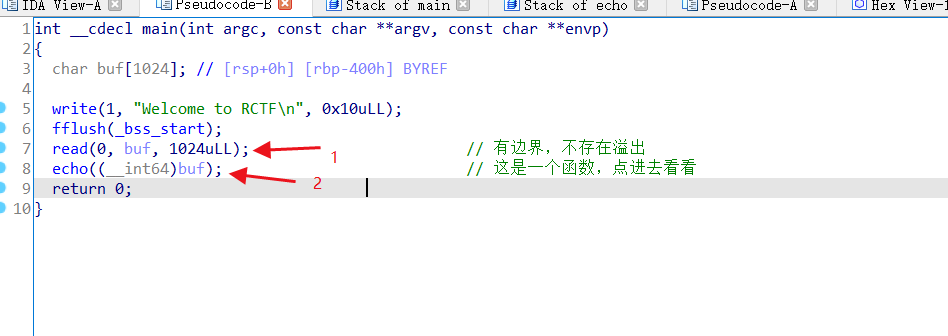 IDA View-A Pseudocode-B Stack of main Stack of echo Pseudocode-A Hex View-1
1 int __cdecl main(int argc, const char **argv, const char **envp)
2 {
3 char buf[1024]; // [rsp+0h] [rbp-400h] BYREF
4
5 write(1, "Welcome to RCTF\n", 0x10uLL);
6 fflush(_bss_start);
7 read(0, buf, 1024uLL); 1 // 有边界，不存在溢出
8 echo((__int64)buf); 2 // 这是一个函数，点进去看看
9 return 0;
10 }